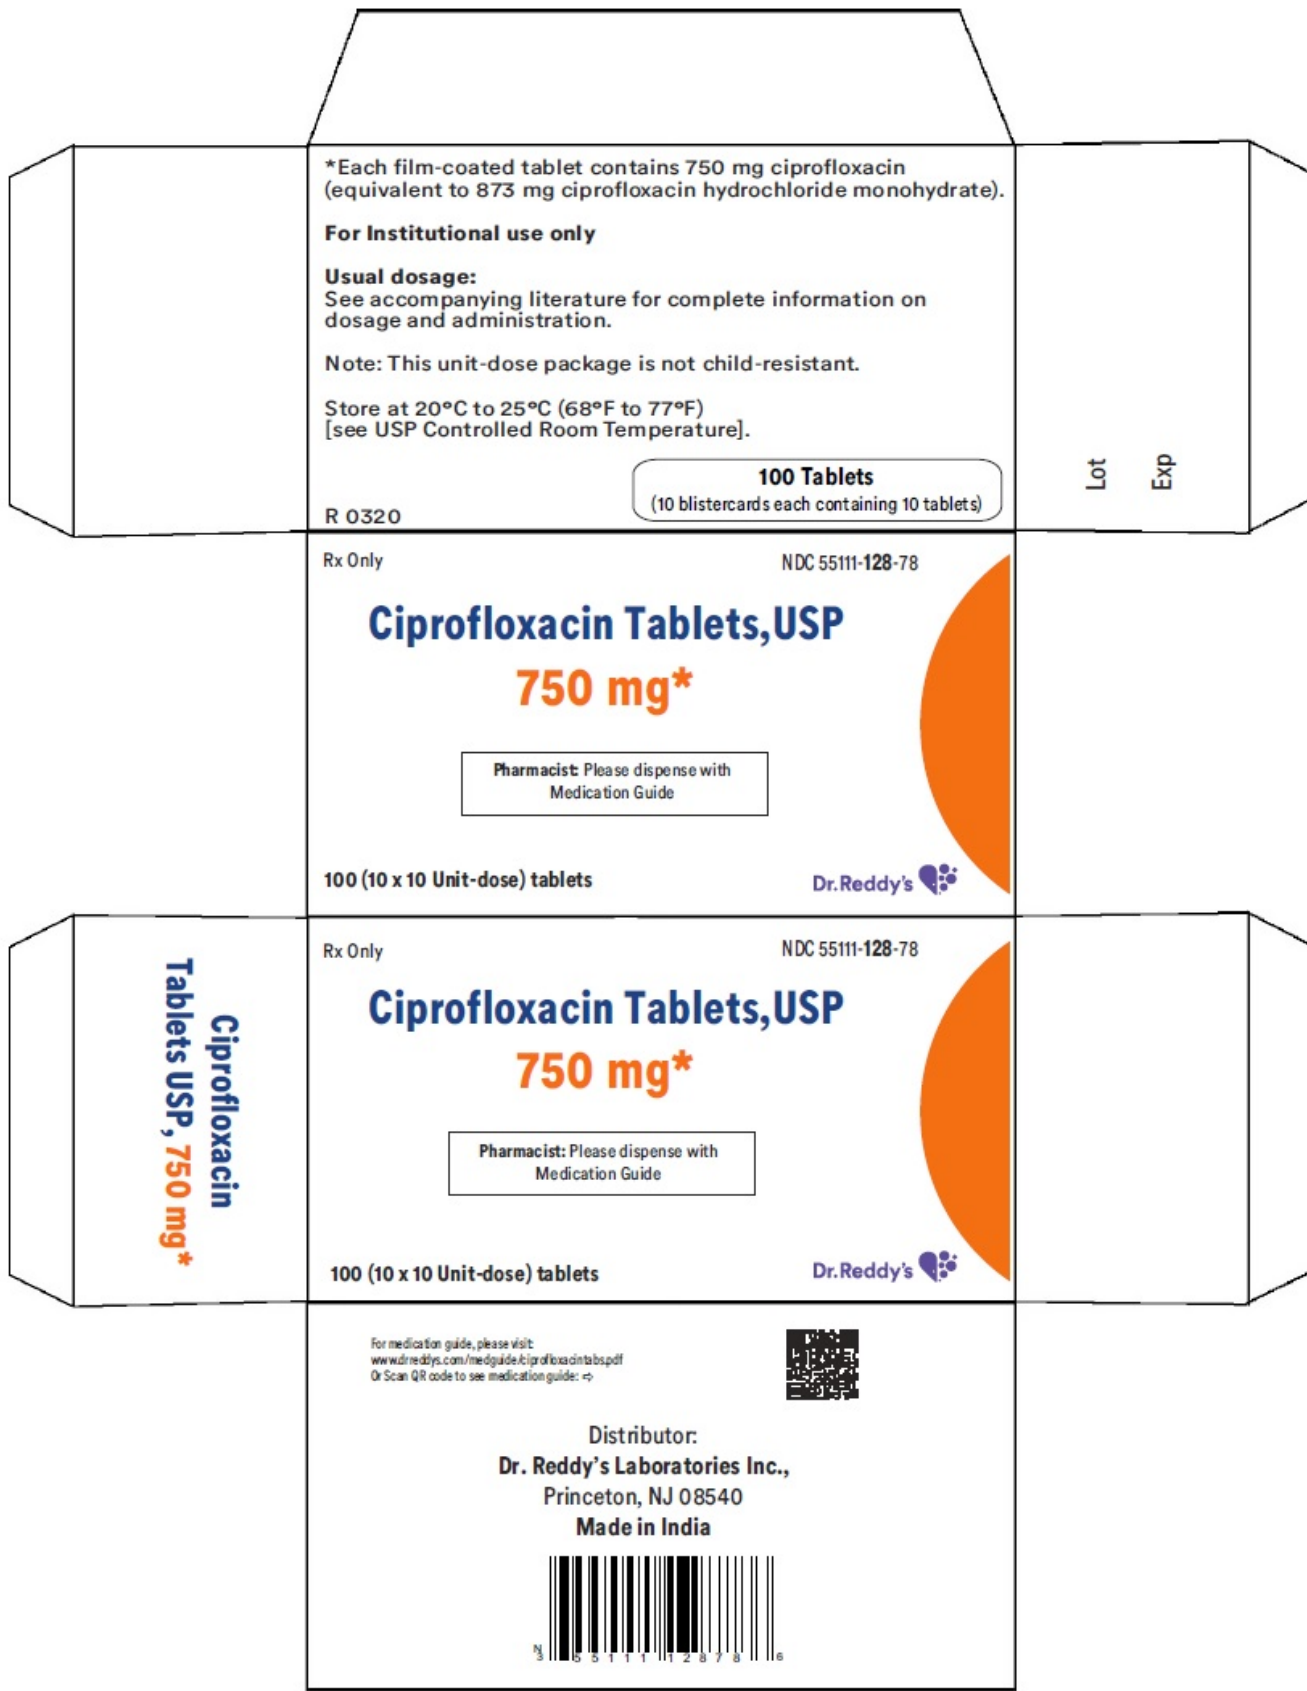 *Each film-coated tablet contains 750 mg ciprofloxacin
(equivalent to 873 mg ciprofloxacin hydrochloride monohydrate).
For Institutional use only
Usual dosage:
See accompanying literature for complete information on
dosage and administration.
Note: This unit-dose package is not child-resistant.
Store at 20°C to 25°C (68°F to 77°F)
[see USP Controlled Room Temperature].
100 Tablets
(10 blistercards each containing 10 tablets)
R 0320
Lot
Exp
Rx Only
NDC 55111-128-78
Ciprofloxacin Tablets,USP
750 mg*
Pharmacist: Please dispense with
Medication Guide
100 (10 x 10 Unit-dose) tablets
Dr.Reddy's
Ciprofloxacin
Tablets USP, 750 mg*
Rx Only
NDC 55111-128-78
Ciprofloxacin Tablets,USP
750 mg*
Pharmacist: Please dispense with
Medication Guide
100 (10 x 10 Unit-dose) tablets
Dr.Reddy's
For medication guide, please visit:
www.drreddys.com/medguide/ciprofloxacintabs.pdf
Or Scan QR code to see medication guide: ⇨
Distributor:
Dr. Reddy's Laboratories Inc.,
Princeton, NJ 08540
Made in India
N
3 55111 12878 6